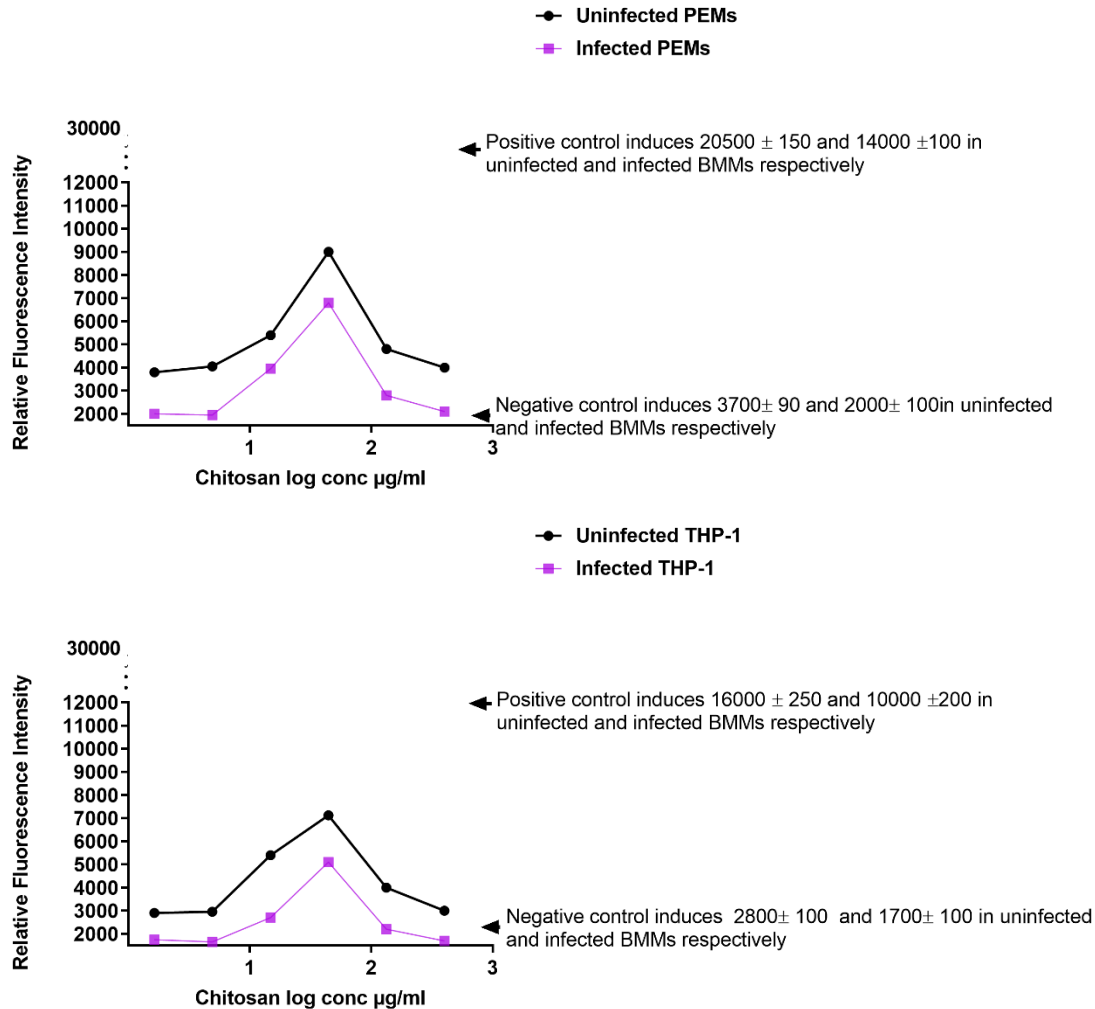 Uninfected PEMs
Infected PEMs
30000
Positive control induces 20500 ± 150 and 14000 ±100 in
uninfected and infected BMMs respectively
12000
11000
10000
9000
8000
7000
6000
5000
4000
3000
2000
Relative Fluorescence Intensity
Negative control induces 3700± 90 and 2000± 100in uninfected
and infected BMMs respectively
1 2 3
Chitosan log conc µg/ml
Uninfected THP-1
Infected THP-1
30000
Positive control induces 16000 ± 250 and 10000 ±200 in
uninfected and infected BMMs respectively
12000
11000
10000
9000
8000
7000
6000
5000
4000
3000
2000
Relative Fluorescence Intensity
Negative control induces  2800± 100  and 1700± 100 in uninfected
and infected BMMs respectively
1 2 3
Chitosan log conc µg/ml